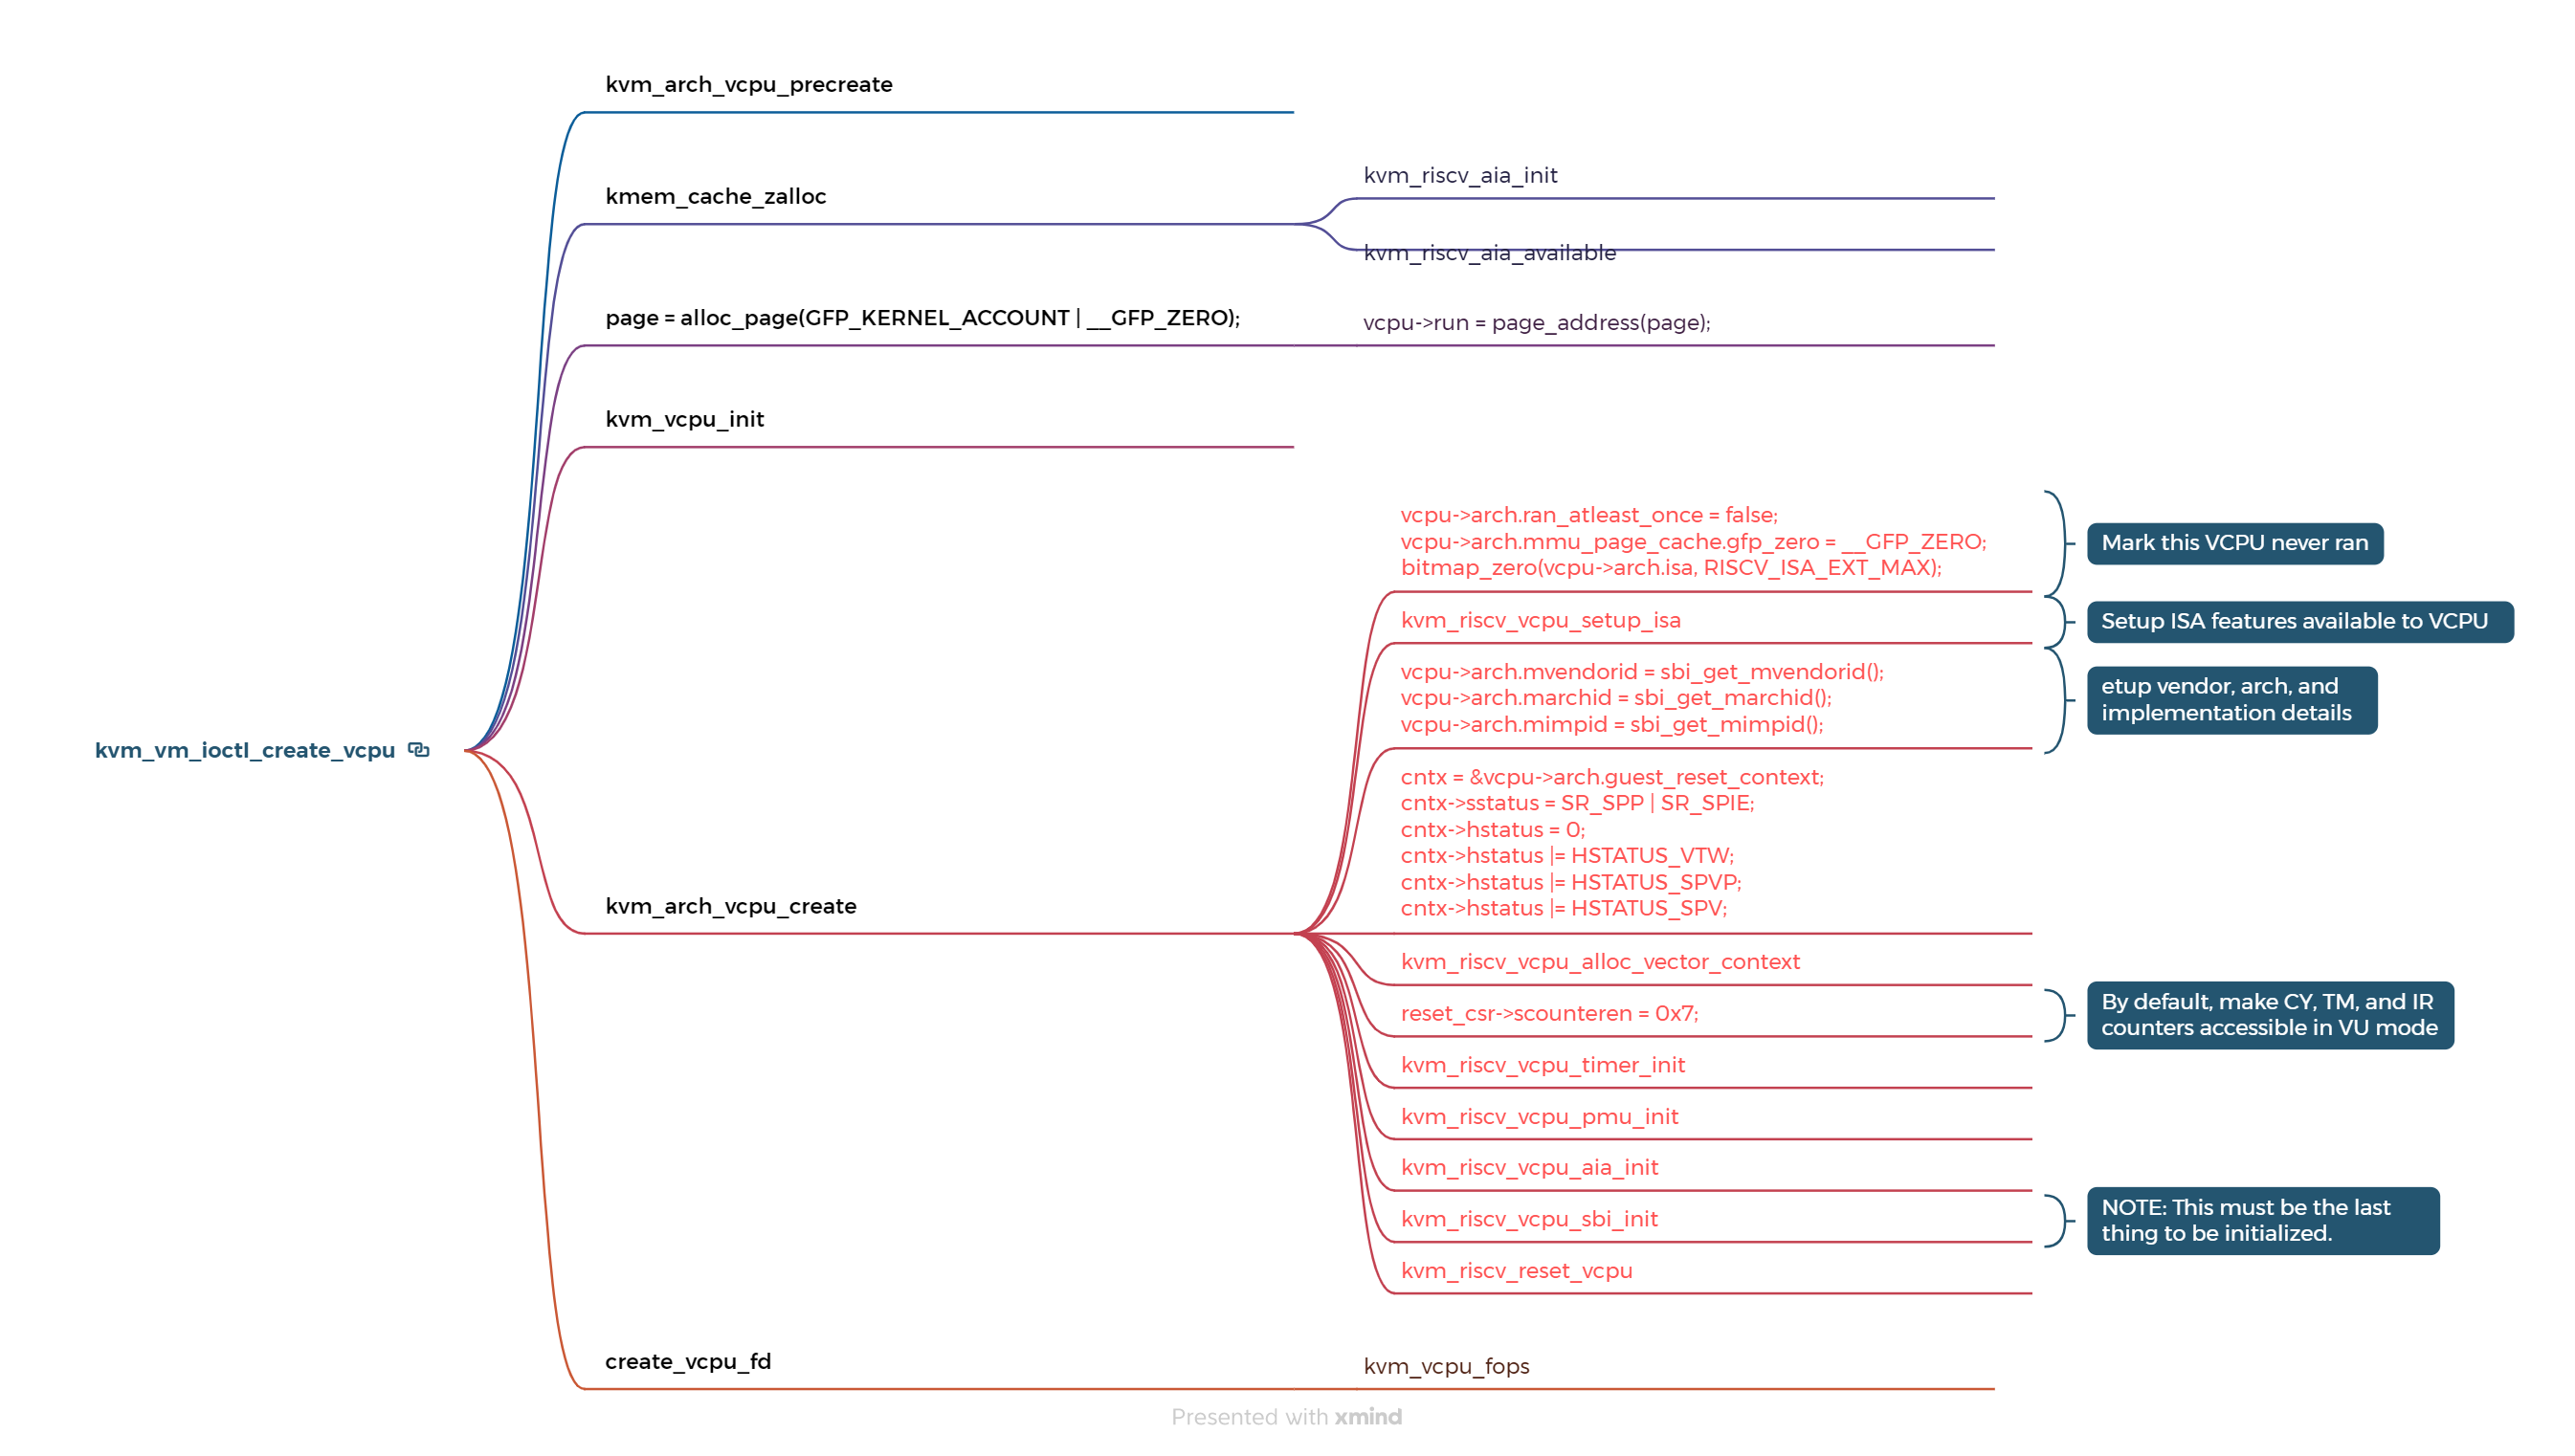 kvm_vm_ioctl_create_vcpu
kvm_arch_vcpu_precreate
kmem_cache_zalloc
kvm_riscv_aia_init
kvm_riscv_aia_available
page = alloc_page(GFP_KERNEL_ACCOUNT | __GFP_ZERO);
vcpu->run = page_address(page);
kvm_vcpu_init
kvm_arch_vcpu_create
vcpu->arch.ran_atleast_once = false;
vcpu->arch.mmu_page_cache.gfp_zero = __GFP_ZERO;
bitmap_zero(vcpu->arch.isa, RISCV_ISA_EXT_MAX);
Mark this VCPU never ran
kvm_riscv_vcpu_setup_isa
Setup ISA features available to VCPU
vcpu->arch.mvendorid = sbi_get_mvendorid();
vcpu->arch.marchid = sbi_get_marchid();
vcpu->arch.mimpid = sbi_get_mimpid();
etup vendor, arch, and
implementation details
cntx = &vcpu->arch.guest_reset_context;
cntx->sstatus = SR_SPP | SR_SPIE;
cntx->hstatus = 0;
cntx->hstatus |= HSTATUS_VTW;
cntx->hstatus |= HSTATUS_SPVP;
cntx->hstatus |= HSTATUS_SPV;
kvm_riscv_vcpu_alloc_vector_context
reset_csr->scounteren = 0x7;
By default, make CY, TM, and IR
counters accessible in VU mode
kvm_riscv_vcpu_timer_init
kvm_riscv_vcpu_pmu_init
kvm_riscv_vcpu_aia_init
kvm_riscv_vcpu_sbi_init
NOTE: This must be the last
thing to be initialized.
kvm_riscv_reset_vcpu
create_vcpu_fd
kvm_vcpu_fops
Presented with xmind